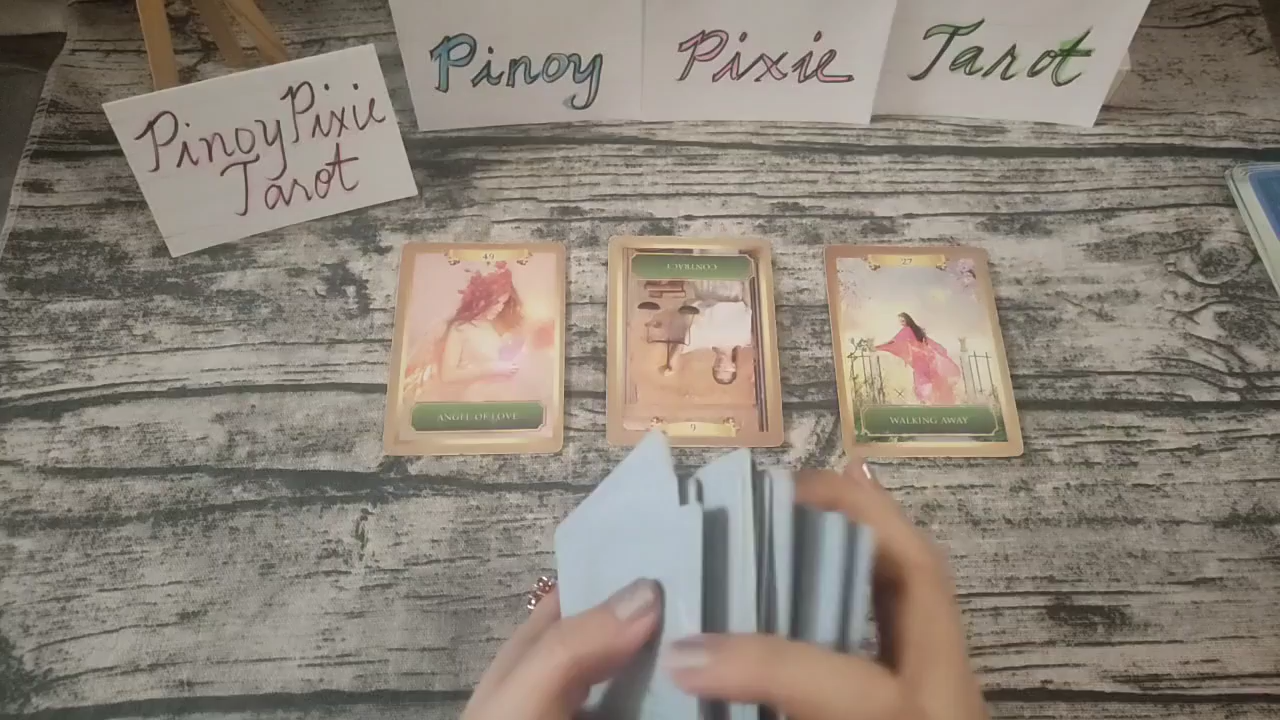 Pinoy Pixie Tarot
PinoyPixie
Tarot
49
ANGEL OF LOVE
CONTRACT
9
27
WALKING AWAY